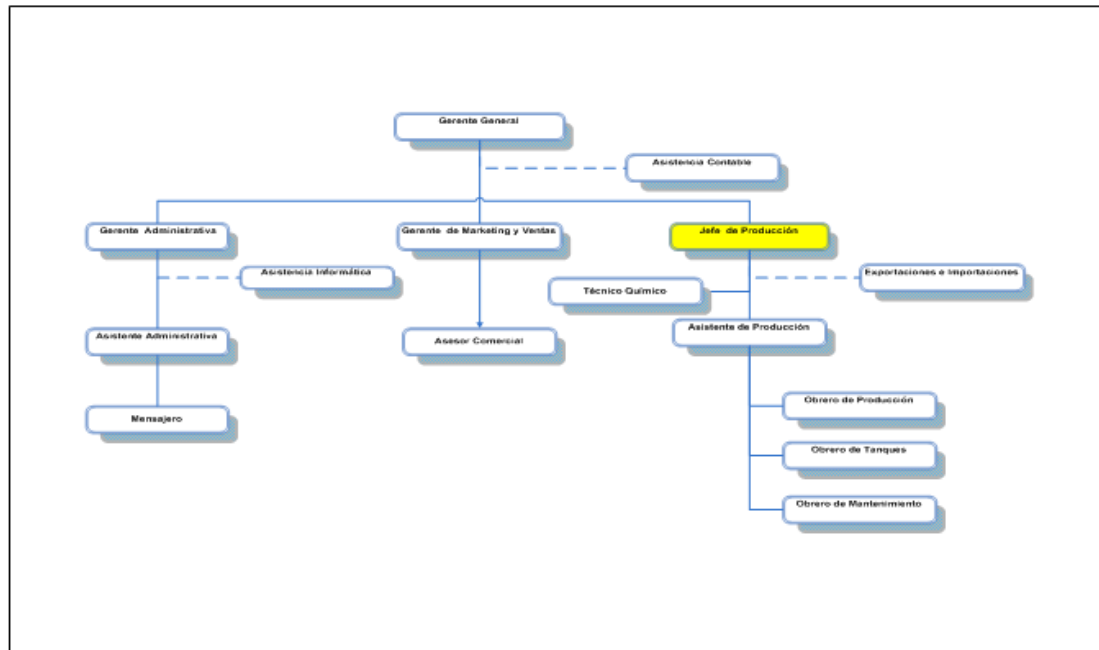 Gerente General
Asistencia Contable
Gerente Administrativa
Gerente de Marketing y Ventas
Jefe de Producción
Asistencia Informática
Exportaciones e Importaciones
Técnico Químico
Asistente Administrativa
Asesor Comercial
Asistente de Producción
Mensajero
Obrero de Producción
Obrero de Tanques
Obrero de Mantenimiento